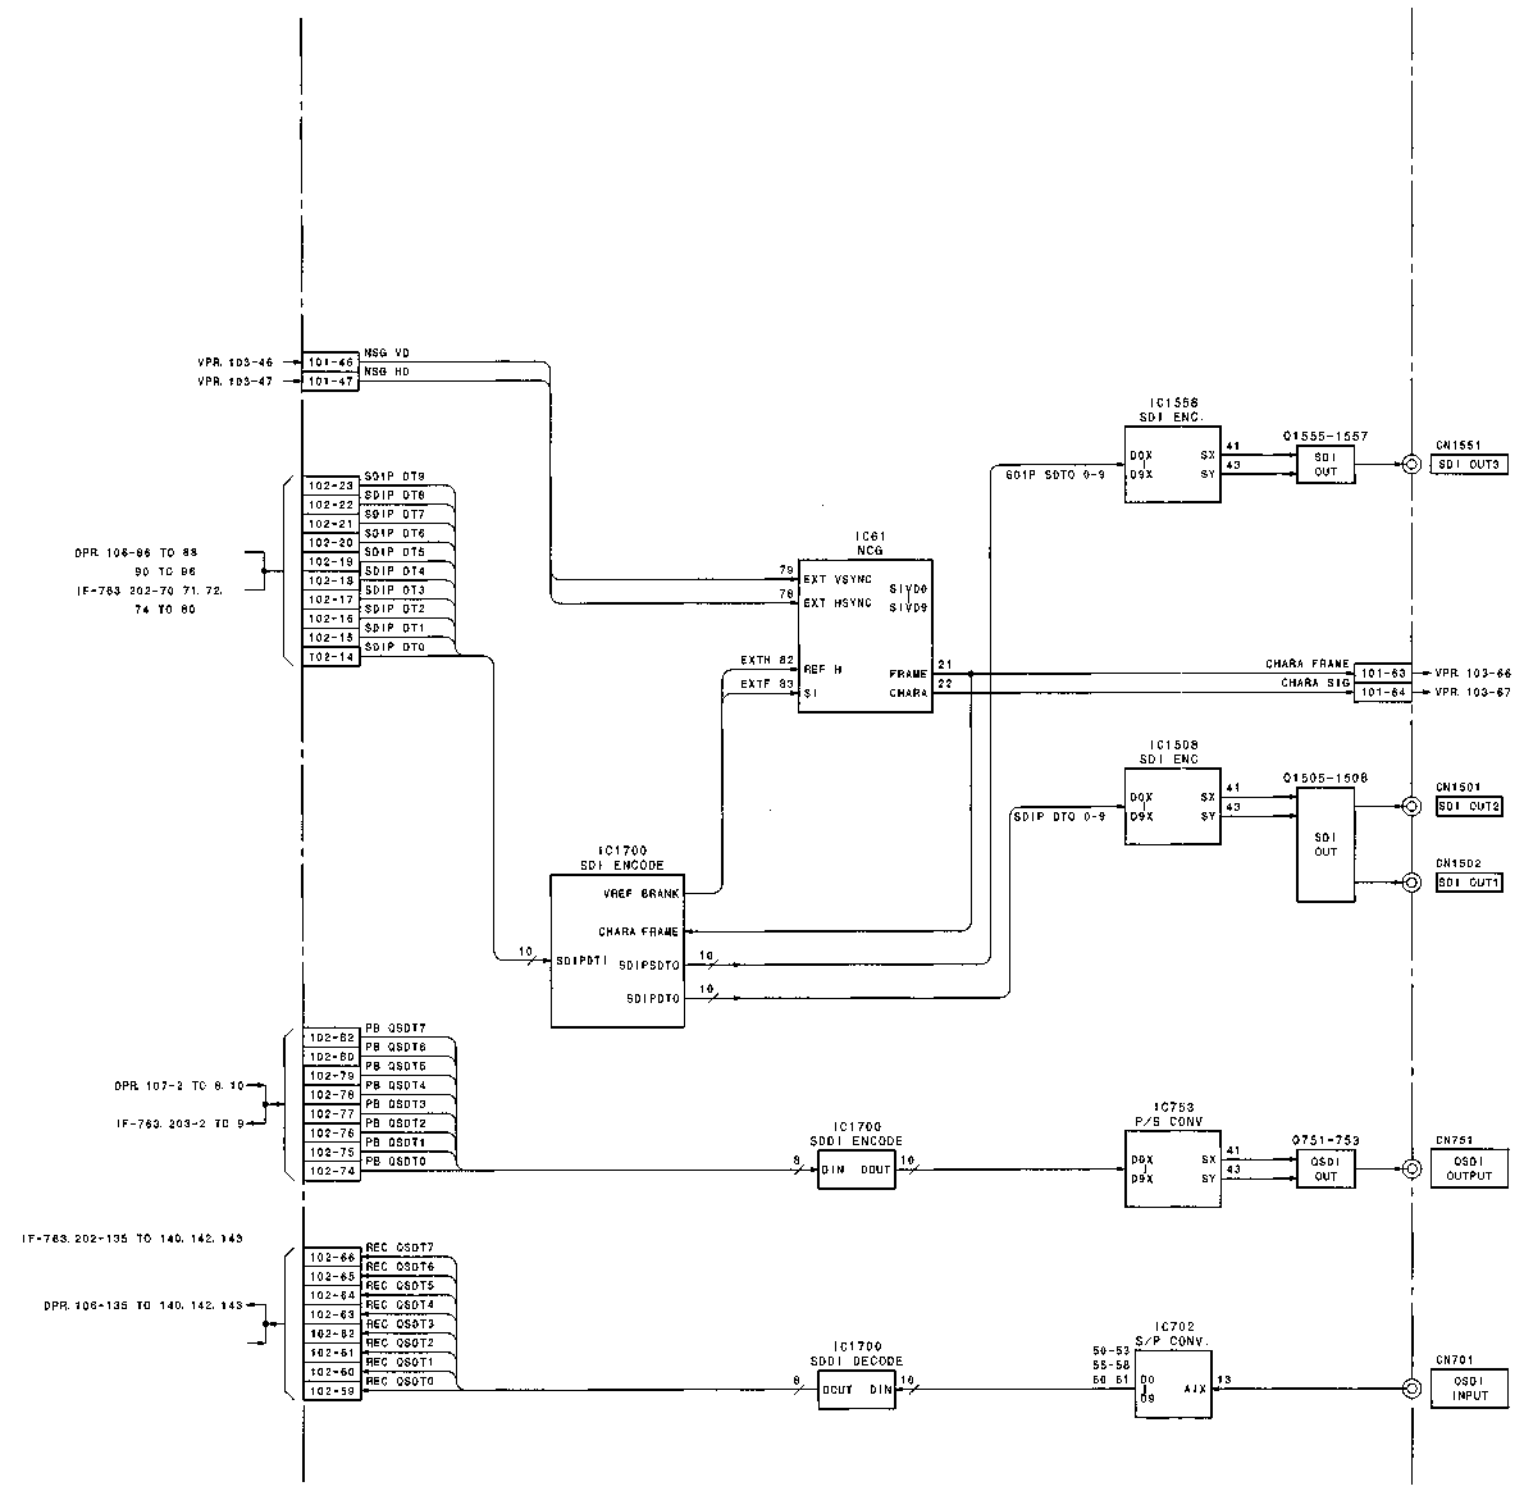 VPR. 103-46
101-46
NSG VD
VPR. 103-47
101-47
NSG HD
102-23
SDIP DT9
102-22
SDIP DT8
102-21
SDIP DT7
102-20
SDIP DT6
102-19
SDIP DT5
102-18
SDIP DT4
102-17
SDIP DT3
102-16
SDIP DT2
102-15
SDIP DT1
102-14
SDIP DT0
DPR. 106-86 TO 88
90 TO 96
IF-763. 202-70 71. 72.
74 TO 80
IC1558
SDI ENC.
D0X
D9X
SX
SY
41
43
SDIP SDTO 0-9
Q1555-1557
SDI
OUT
CN1551
SDI OUT3
IC61
NCG
79
EXT VSYNC
78
EXT HSYNC
SIVD0
SIVD9
EXTH 82
REF H
EXTF 83
SI
FRAME
21
CHARA
22
CHARA FRAME
101-63
VPR 103-66
CHARA SIG
101-64
VPR. 103-67
IC1508
SDI ENC
D0X
D9X
SX
SY
41
43
SDIP DTO 0-9
Q1505-1508
SDI
OUT
CN1501
SDI OUT2
CN1502
SDI OUT1
IC1700
SDI ENCODE
VREF BRANK
CHARA FRAME
10
SDIPDTI
SDIPSDTO
10
SDIPDTO
10
102-82
PB QSDT7
102-80
PB QSDT6
102-79
PB QSDT5
102-78
PB QSDT4
102-77
PB QSDT3
102-76
PB QSDT2
102-75
PB QSDT1
102-74
PB QSDT0
DPR. 107-2 TO 8. 10
IF-763. 203-2 TO 9
IC1700
SDDI ENCODE
8
DIN DOUT
10
IC753
P/S CONV
D0X
D9X
SX
SY
41
43
Q751-753
QSDI
OUT
CN751
QSDI
OUTPUT
IF-763. 202-135 TO 140. 142. 143
DPR. 106-135 TO 140. 142. 143
102-66
REC QSDT7
102-65
REC QSDT6
102-64
REC QSDT5
102-63
REC QSDT4
102-62
REC QSDT3
102-61
REC QSDT2
102-60
REC QSDT1
102-59
REC QSDT0
IC1700
SDDI DECODE
8
DOUT DIN
10
IC702
S/P CONV.
50-53
55-58
60 61
D0
D9
AIX
13
CN701
QSDI
INPUT